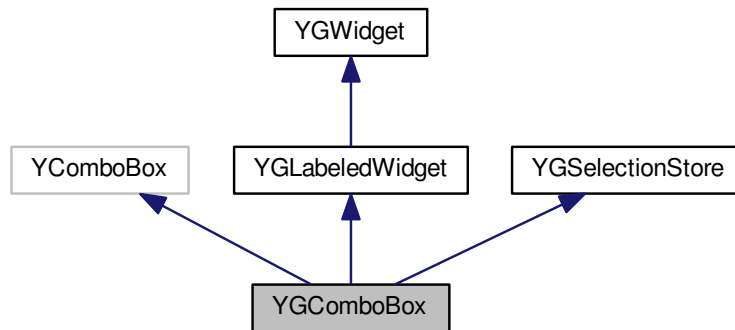 YGWidget
YComboBox
YGLabeledWidget
YGSelectionStore
YGComboBox